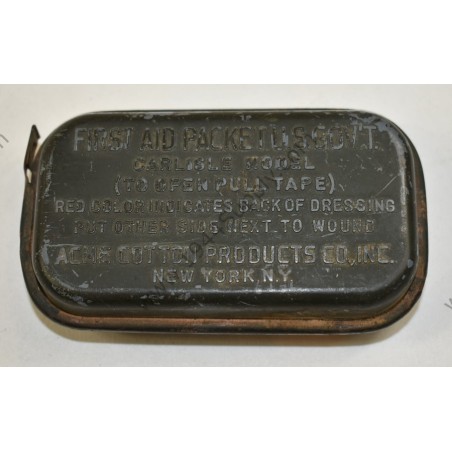 FIRST AID PACKET U.S. GOV'T.
CARLISLE MODEL
(TO OPEN PULL TAPE)
RED COLOR INDICATES BACK OF DRESSING
PUT OTHER SIDE NEXT TO WOUND
ACME COTTON PRODUCTS CO., INC.
NEW YORK, N.Y.